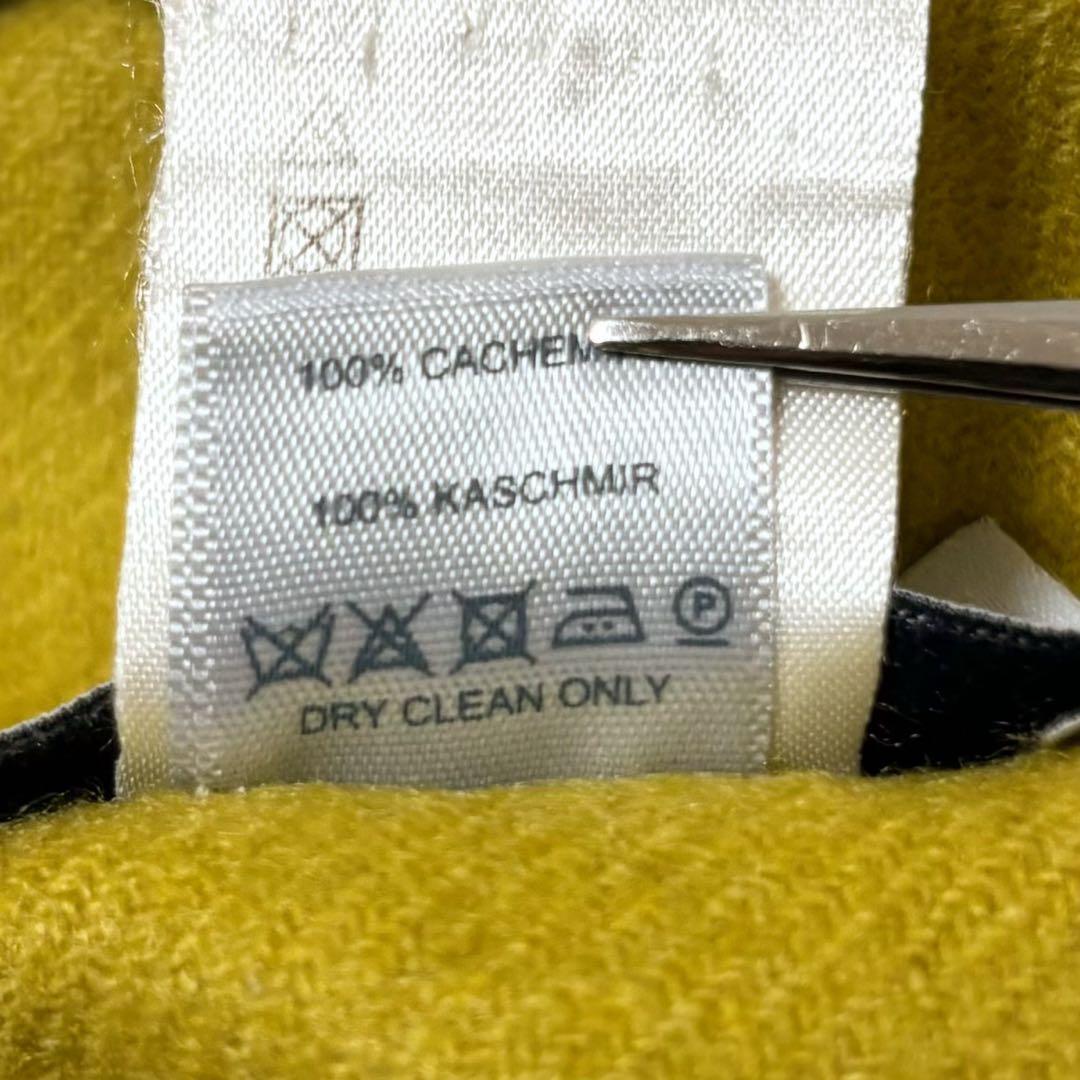 100% CACHEM
100% KASCHMIR
P
DRY CLEAN ONLY